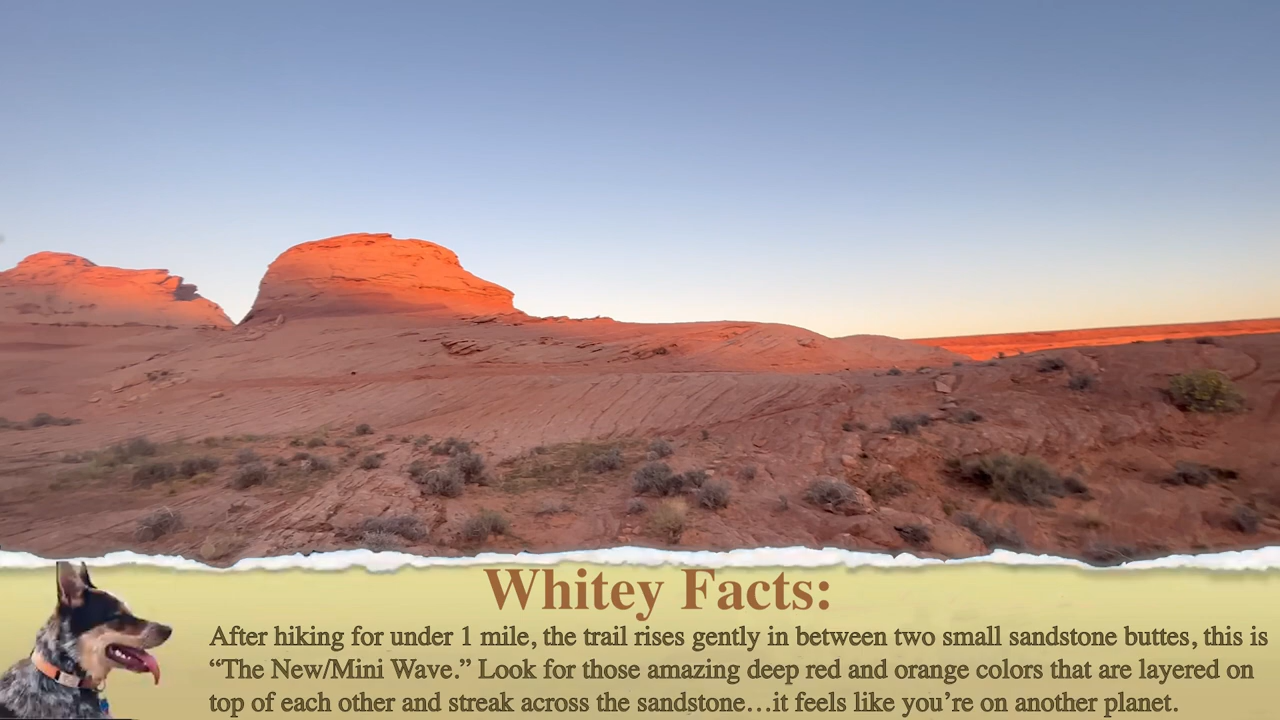 Whitey Facts:
After hiking for under 1 mile, the trail rises gently in between two small sandstone buttes, this is
“The New/Mini Wave.” Look for those amazing deep red and orange colors that are layered on
top of each other and streak across the sandstone…it feels like you’re on another planet.